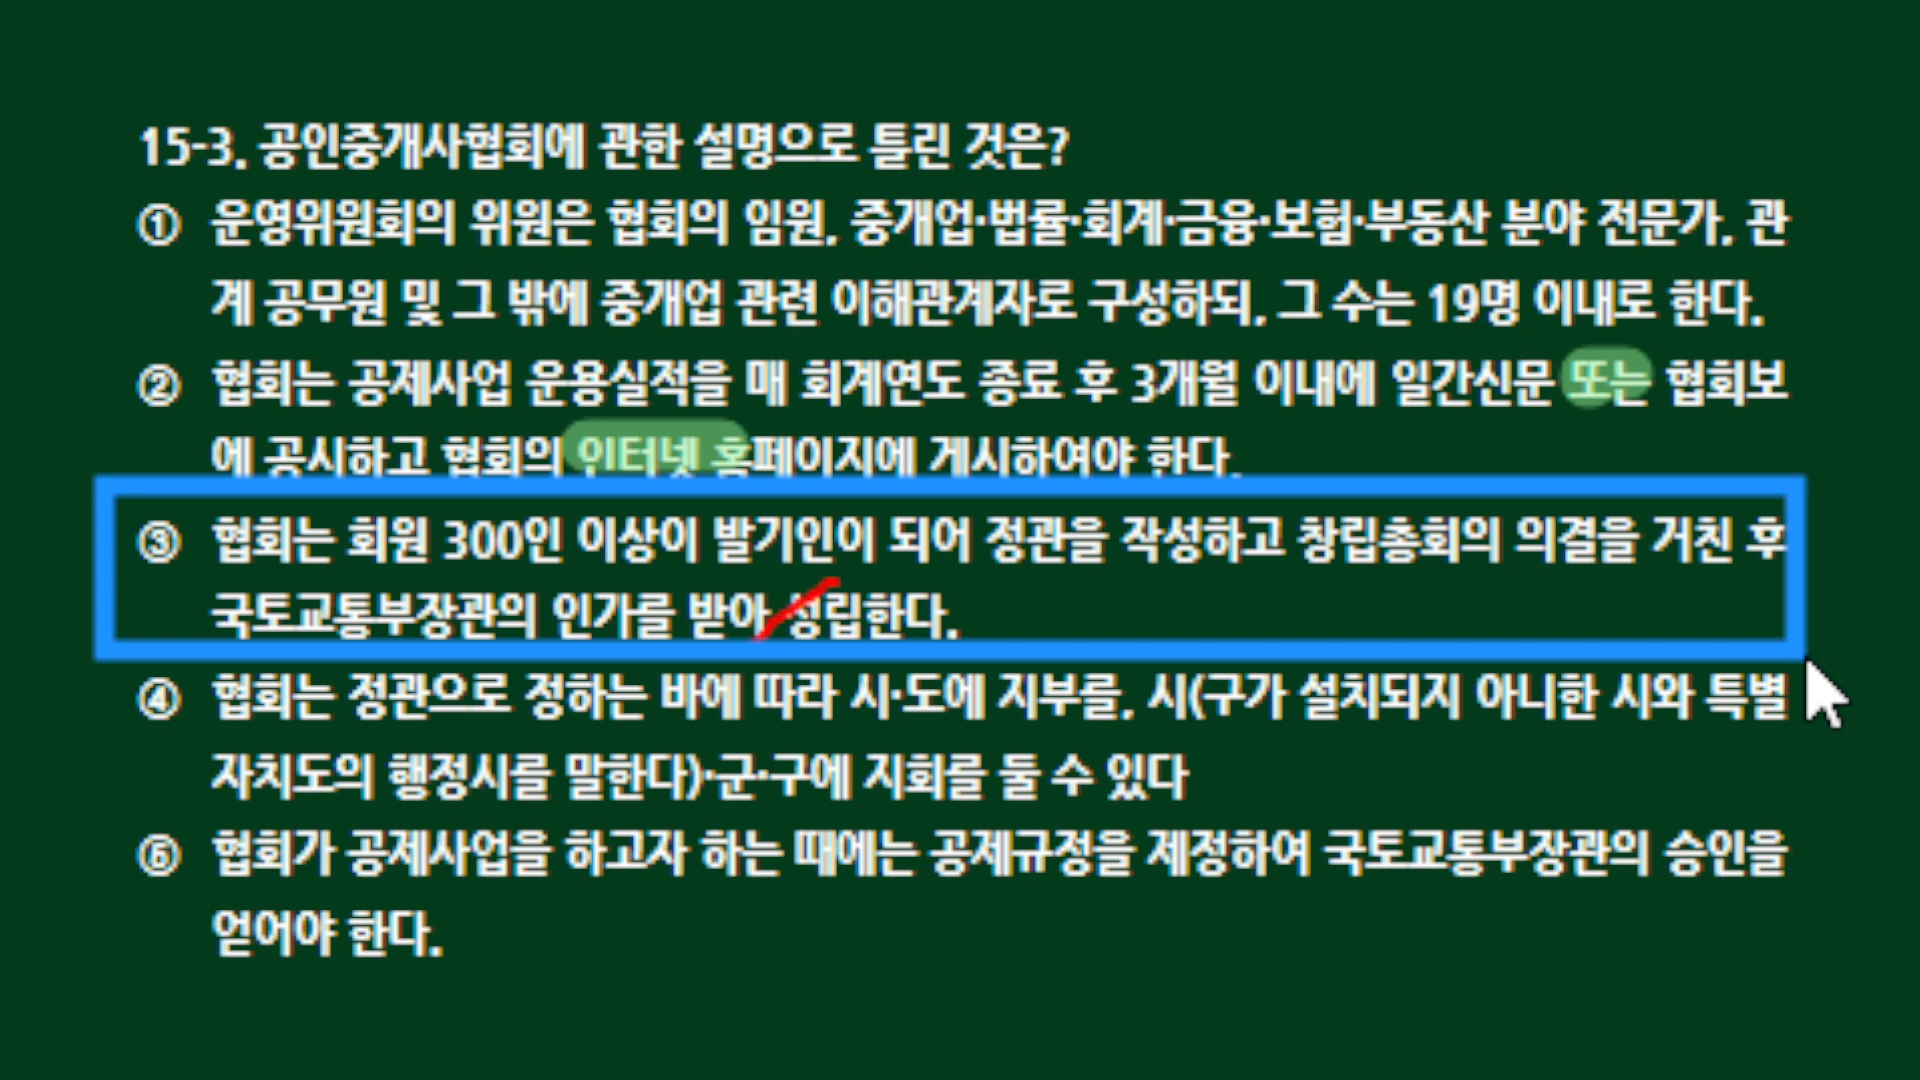 15-3. 공인중개사협회에 관한 설명으로 틀린 것은?
① 운영위원회의 위원은 협회의 임원, 중개업·법률·회계·금융·보험·부동산 분야 전문가, 관
계 공무원 및 그 밖에 중개업 관련 이해관계자로 구성하되, 그 수는 19명 이내로 한다.
② 협회는 공제사업 운용실적을 매 회계연도 종료 후 3개월 이내에 일간신문 또는 협회보
에 공시하고 협회의 인터넷 홈페이지에 게시하여야 한다.
③ 협회는 회원 300인 이상이 발기인이 되어 정관을 작성하고 창립총회의 의결을 거친 후
국토교통부장관의 인가를 받아 성립한다.
④ 협회는 정관으로 정하는 바에 따라 시·도에 지부를, 시(구가 설치되지 아니한 시와 특별
자치도의 행정시를 말한다)·군·구에 지회를 둘 수 있다
⑤ 협회가 공제사업을 하고자 하는 때에는 공제규정을 제정하여 국토교통부장관의 승인을
얻어야 한다.